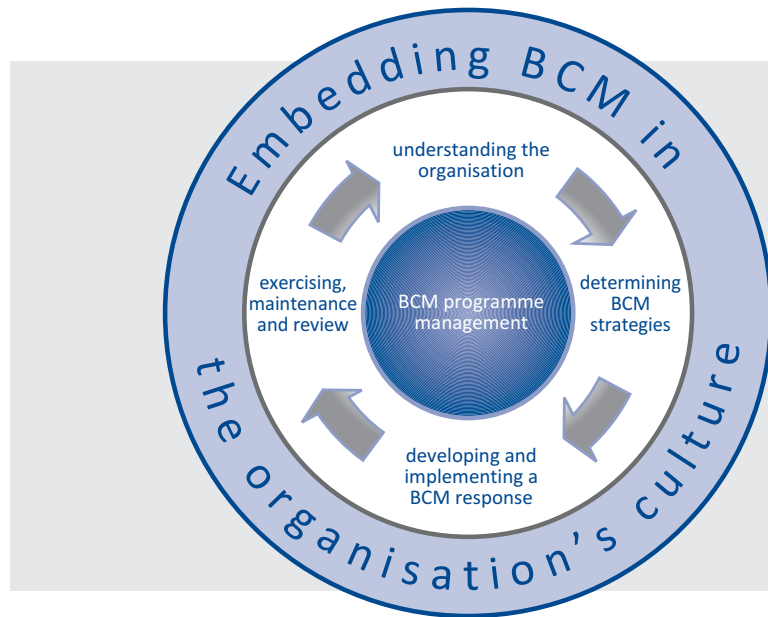 Embedding BCM in
the organisation’s culture
understanding the
organisation
determining
BCM
strategies
developing and
implementing a
BCM response
exercising,
maintenance
and review
BCM programme
management